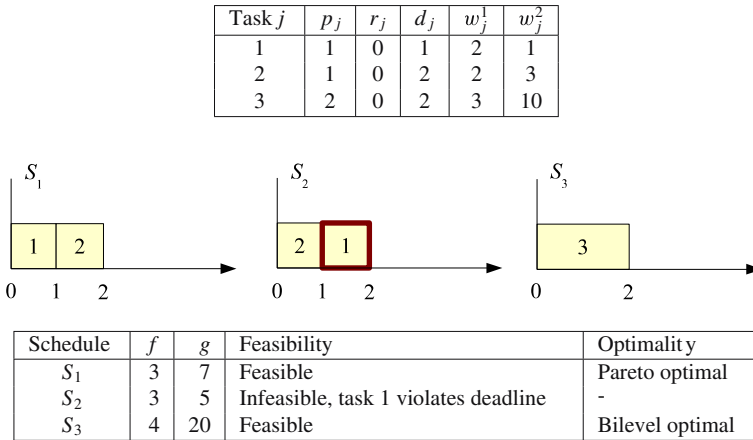 Task j p_j r_j d_j w_j^1 w_j^2
1 1 0 1 2 1
2 1 0 2 2 3
3 2 0 2 3 10
S_1 S_2 S_3
1 2 2 1 3
0 1 2 0 1 2 0 2
Schedule f g Feasibility Optimality
S_1 3 7 Feasible Pareto optimal
S_2 3 5 Infeasible, task 1 violates deadline -
S_3 4 20 Feasible Bilevel optimal